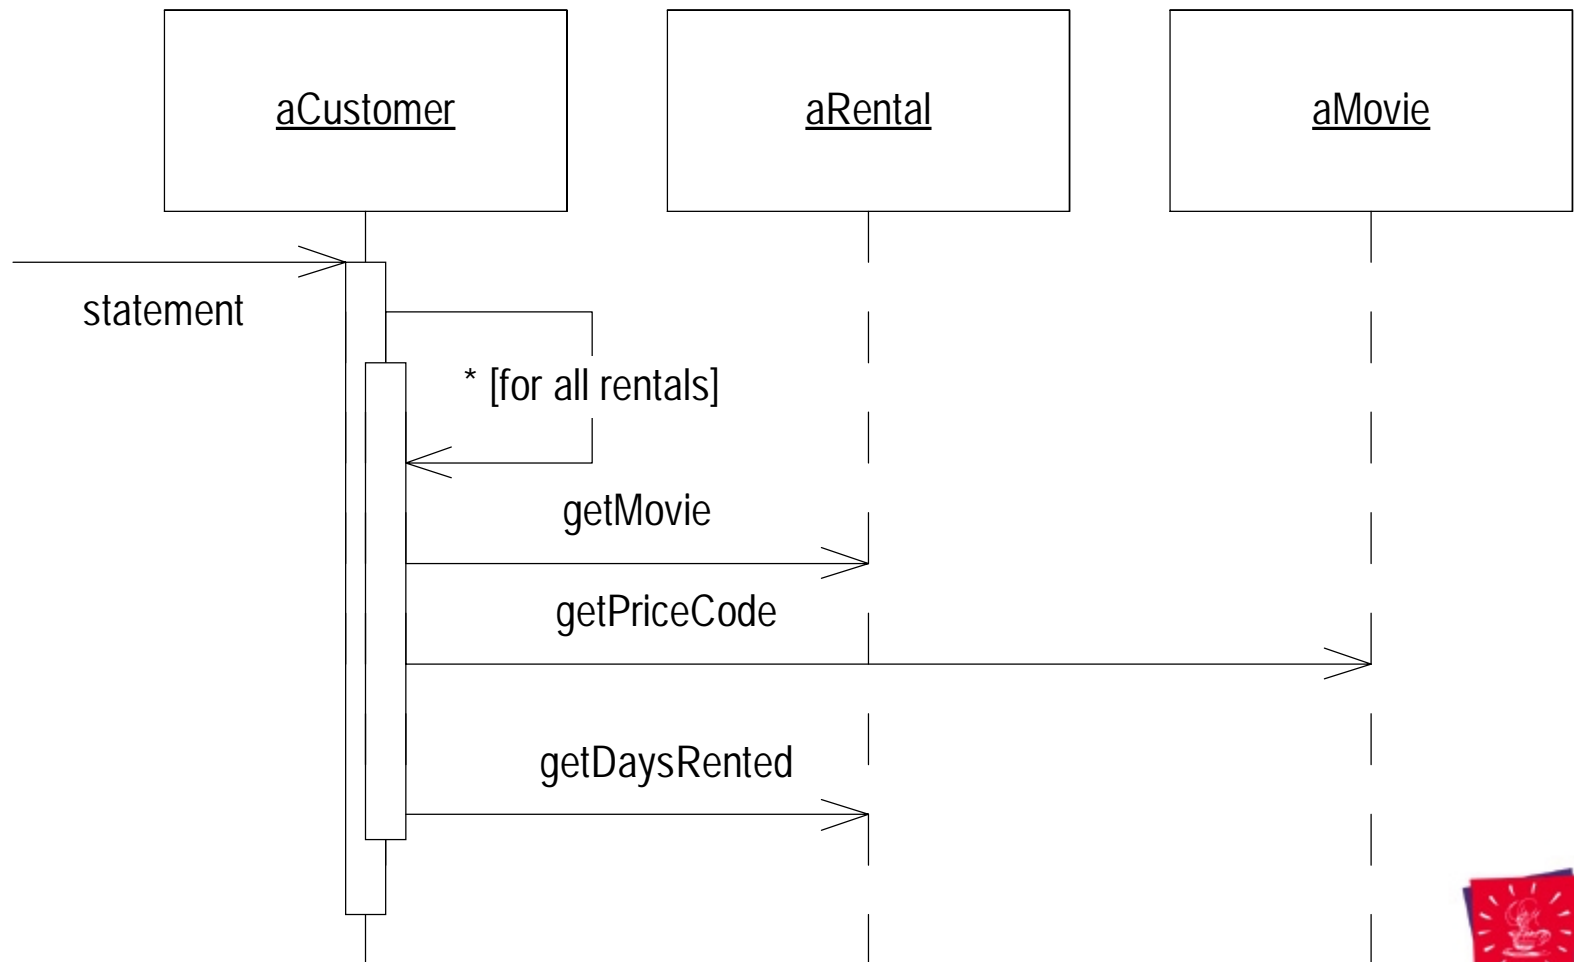 aCustomer
aRental
aMovie
statement
* [for all rentals]
getMovie
getPriceCode
getDaysRented